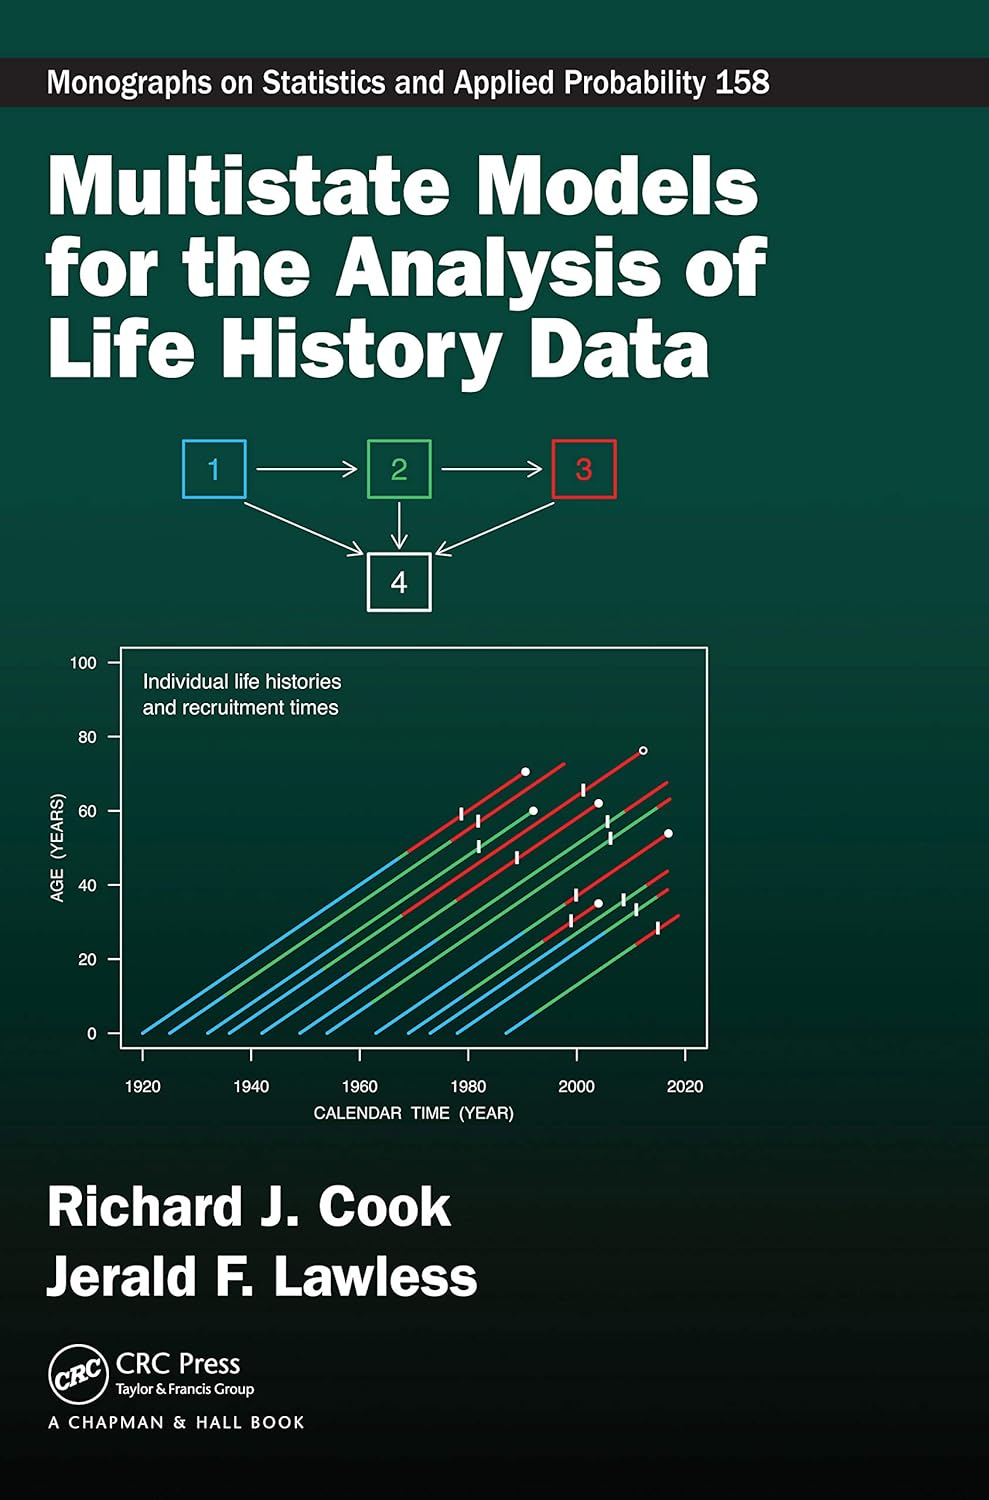 Monographs on Statistics and Applied Probability 158
Multistate Models
for the Analysis of
Life History Data
1
2
3
4
Individual life histories
and recruitment times
100
80
60
40
20
0
AGE (YEARS)
1920
1940
1960
1980
2000
2020
CALENDAR TIME (YEAR)
Richard J. Cook
Jerald F. Lawless
CRC
CRC Press
Taylor & Francis Group
A CHAPMAN & HALL BOOK